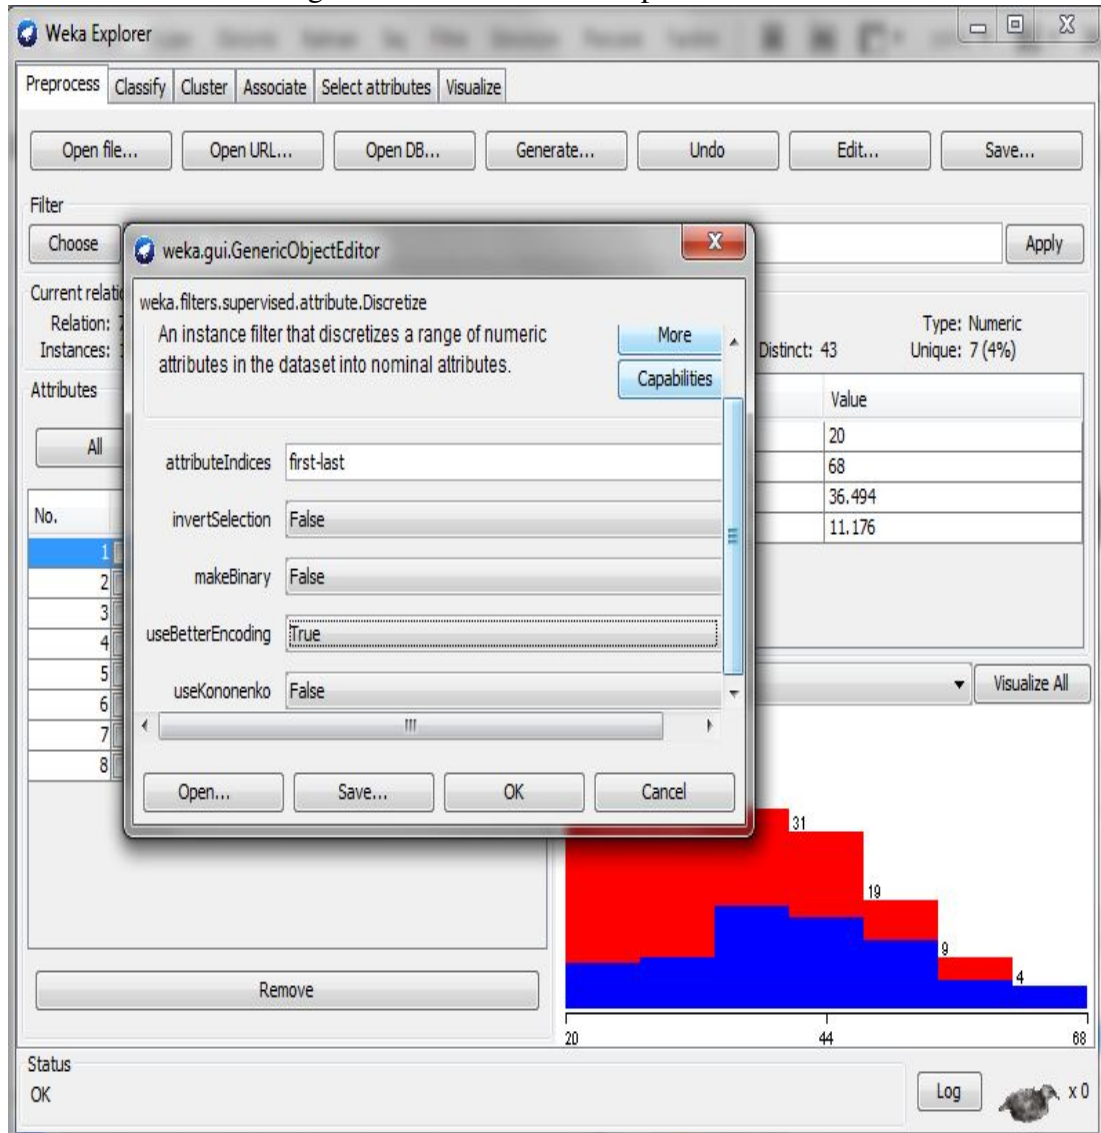 Weka Explorer
Preprocess Classify Cluster Associate Select attributes Visualize
Open file... Open URL... Open DB... Generate... Undo Edit... Save...
Filter
Choose Apply
weka.gui.GenericObjectEditor
weka.filters.supervised.attribute.Discretize
An instance filter that discretizes a range of numeric
attributes in the dataset into nominal attributes.
More
Capabilities
attributeIndices first-last
invertSelection False
makeBinary False
useBetterEncoding True
useKononenko False
Open... Save... OK Cancel
Current
Relation:
Instances:
Attributes
All
No.
1
2
3
4
5
6
7
8
Remove
Type: Numeric
Distinct: 43 Unique: 7 (4%)
Value
20
68
36.494
11.176
Visualize All
31
19
9
4
20 44 68
Status
OK
Log x 0